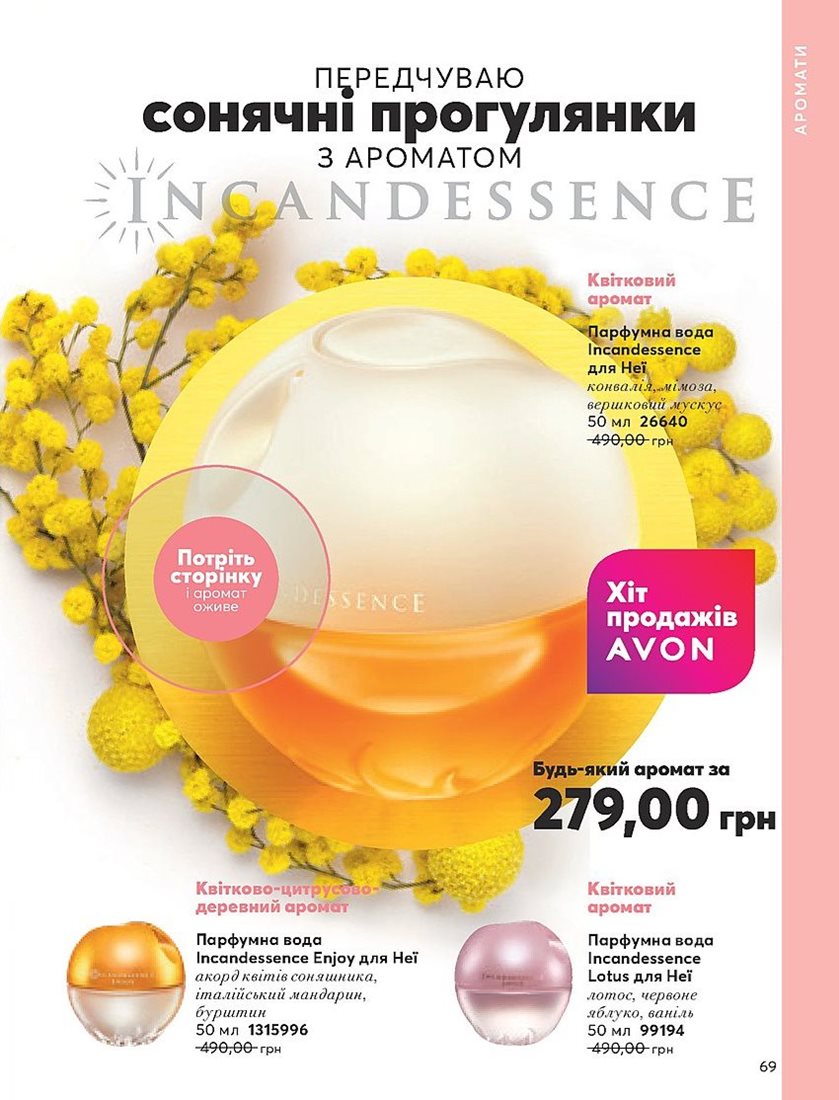 АРОМАТИ
ПЕРЕДЧУВАЮ
сонячні прогулянки
З АРОМАТОМ
INCANDESSENCE
Квітковий
аромат
Парфумна вода
Incandessence
для Неї
конвалія, мімоза,
вершковий мускус
50 мл 26640
490,00 грн
Потріть
сторінку
і аромат
оживе
DESSENCE
Хіт
продажів
AVON
Будь-який аромат за
279,00 грн
Квітково-цитрусово-
деревний аромат
Парфумна вода
Incandessence Enjoy для Неї
акорд квітів соняшника,
італійський мандарин,
бурштин
50 мл 1315996
490,00 грн
INCANDESSENCE
ENJOY
Квітковий
аромат
Парфумна вода
Incandessence
Lotus для Неї
лотос, червоне
яблуко, ваніль
50 мл 99194
490,00 грн
69